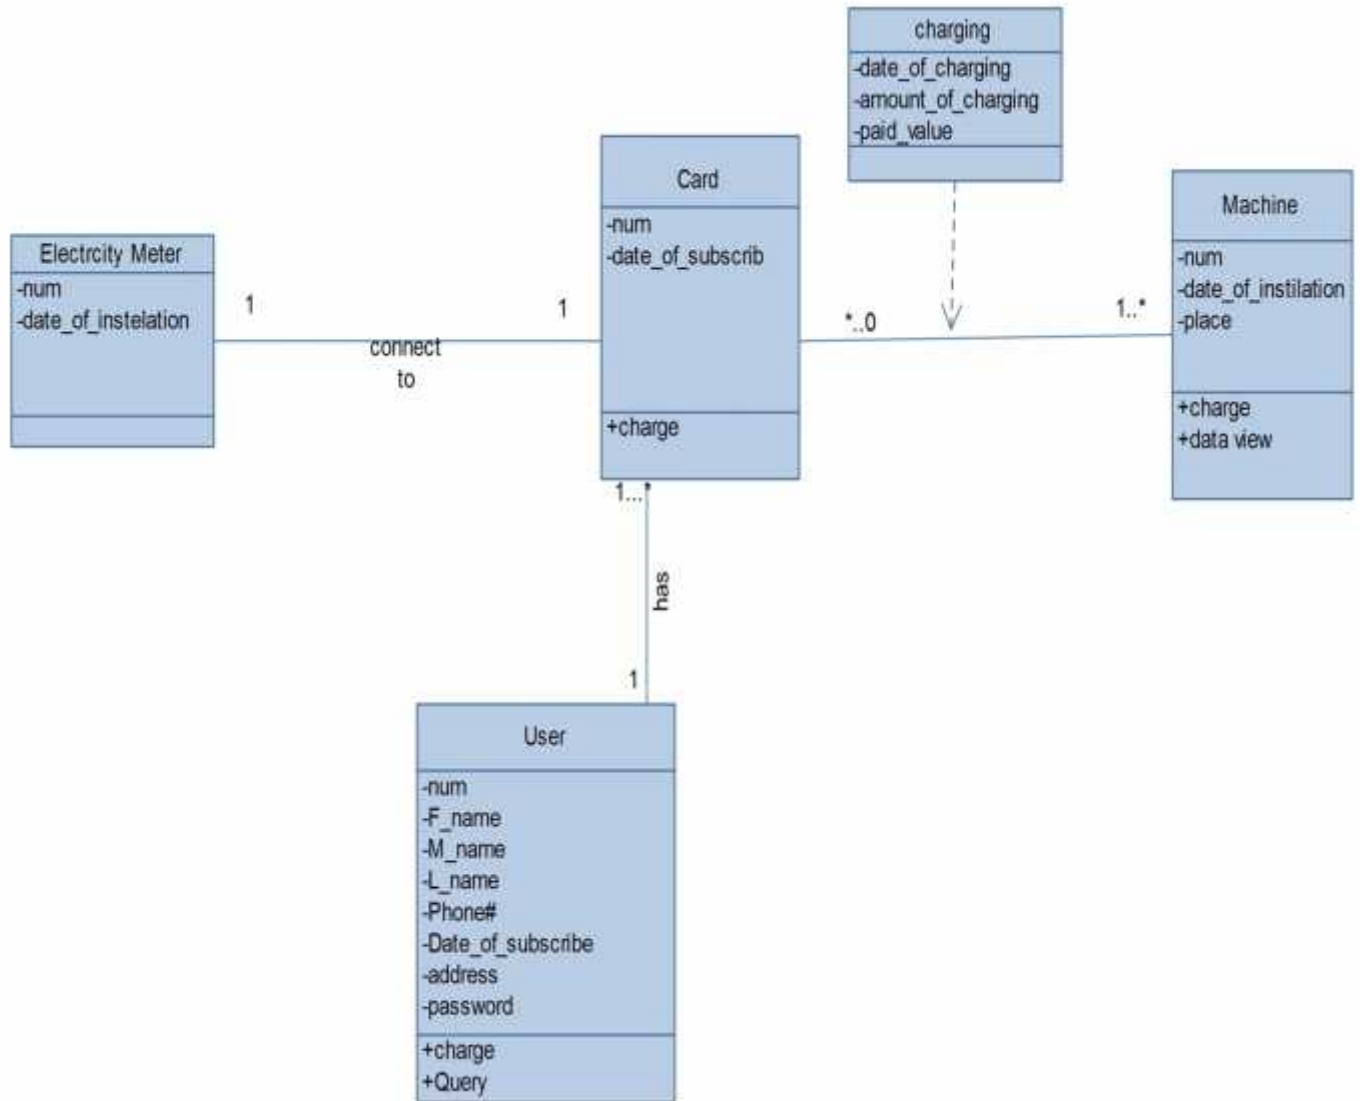 charging
-date_of_charging
-amount_of_charging
-paid_value
Card
-num
-date_of_subscrib
+charge
Machine
-num
-date_of_instilation
-place
+charge
+data view
Electrcity Meter
-num
-date_of_instelation
1
1
connect
to
*..0
1..*
1...*
has
1
User
-num
-F_name
-M_name
-L_name
-Phone#
-Date_of_subscribe
-address
-password
+charge
+Query